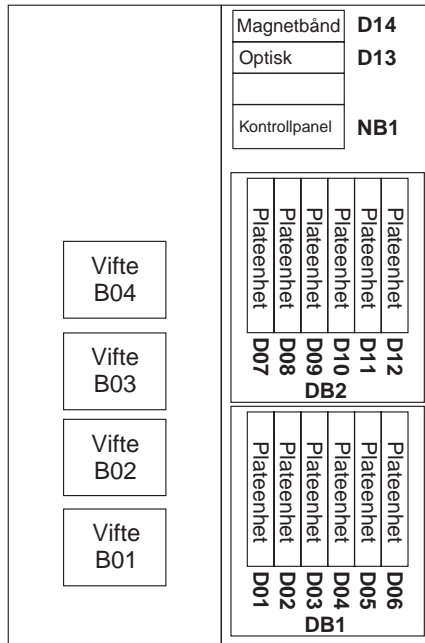 Magnetbånd D14
Optisk D13
Kontrollpanel NB1
Vifte
B04
Vifte
B03
Vifte
B02
Vifte
B01
Plateenhet
Plateenhet
Plateenhet
Plateenhet
Plateenhet
Plateenhet
D07
D08
D09
D10
D11
D12
DB2
Plateenhet
Plateenhet
Plateenhet
Plateenhet
Plateenhet
Plateenhet
D01
D02
D03
D04
D05
D06
DB1